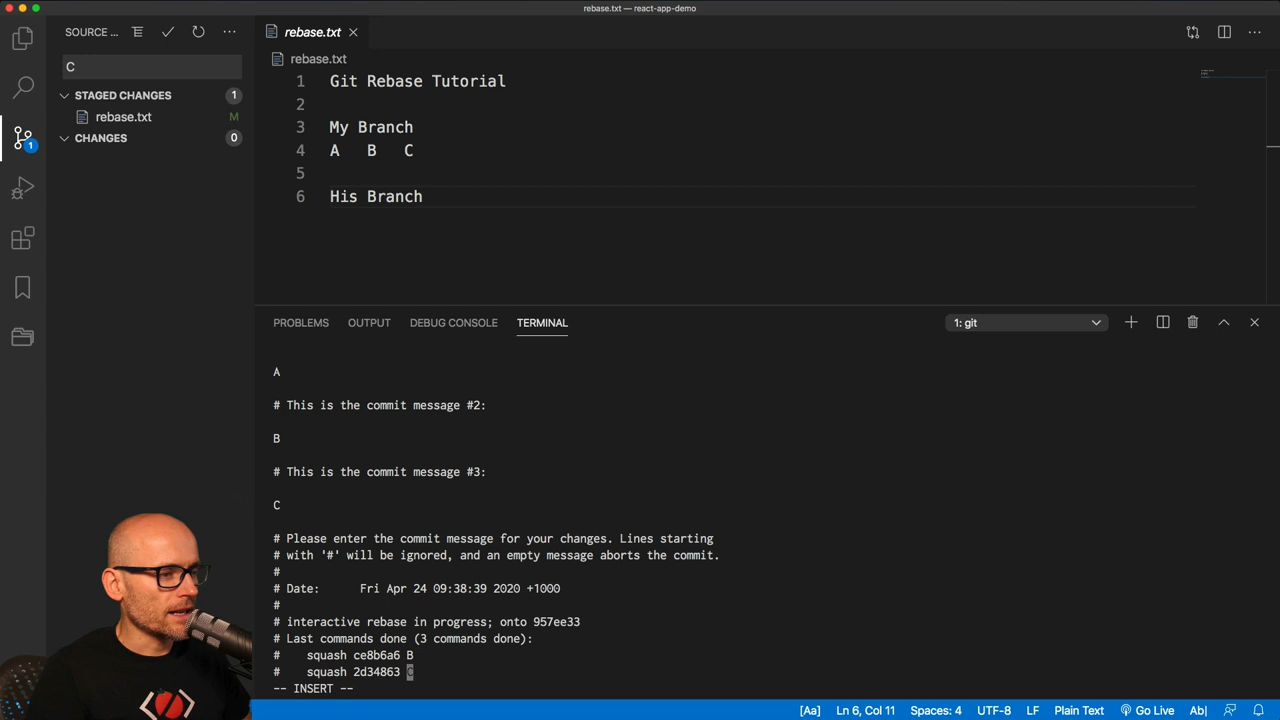 rebase.txt — react-app-demo
SOURCE ...
rebase.txt
C
rebase.txt
STAGED CHANGES 1
rebase.txt M
CHANGES 0
1
1 Git Rebase Tutorial
2
3 My Branch
4 A B C
5
6 His Branch
PROBLEMS OUTPUT DEBUG CONSOLE TERMINAL 1: git
A
# This is the commit message #2:
B
# This is the commit message #3:
C
# Please enter the commit message for your changes. Lines starting
# with '#' will be ignored, and an empty message aborts the commit.
#
# Date: Fri Apr 24 09:38:39 2020 +1000
#
# interactive rebase in progress; onto 957ee33
# Last commands done (3 commands done):
# squash ce8b6a6 B
# squash 2d34863 C
-- INSERT --
[Aa] Ln 6, Col 11 Spaces: 4 UTF-8 LF Plain Text Go Live Ab|